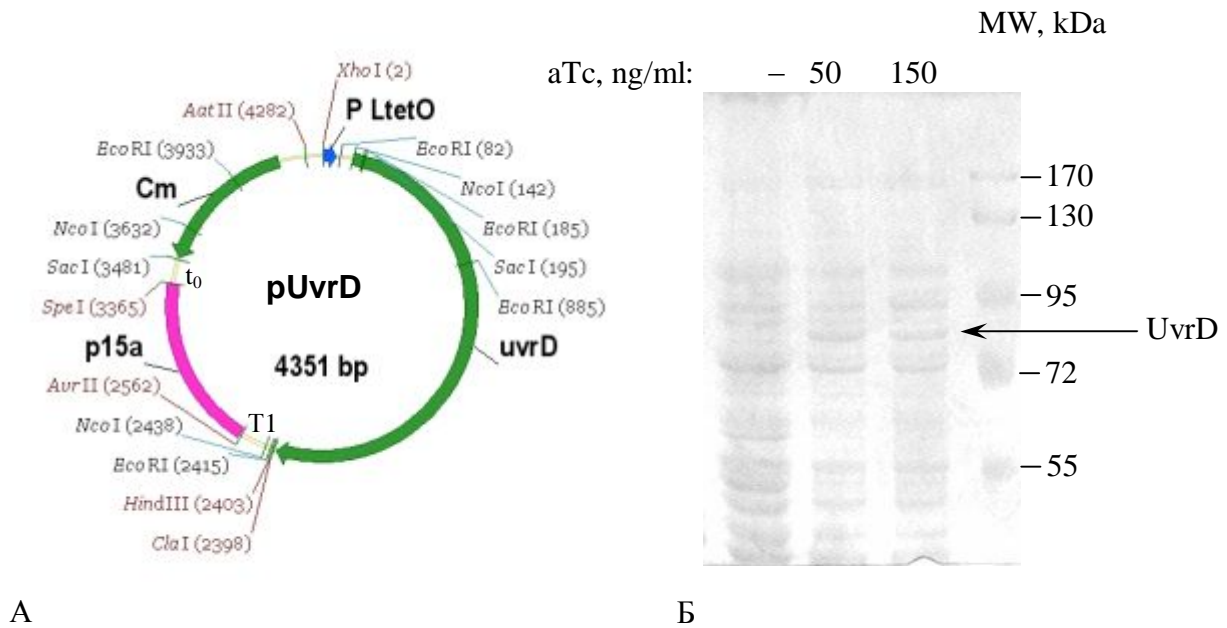 MW, kDa
aTc, ng/ml: – 50 150
XhoI (2)
AatII (4282)
P LtetO
EcoRI (3933)
EcoRI (82)
Cm
NcoI (142)
NcoI (3632)
EcoRI (185)
SacI (3481)
t₀
SacI (195)
pUvrD
SpeI (3365)
EcoRI (885)
p15a
uvrD
4351 bp
AvrII (2562)
NcoI (2438)
T1
EcoRI (2415)
HindIII (2403)
ClaI (2398)
170
130
95
UvrD
72
55
А
Б